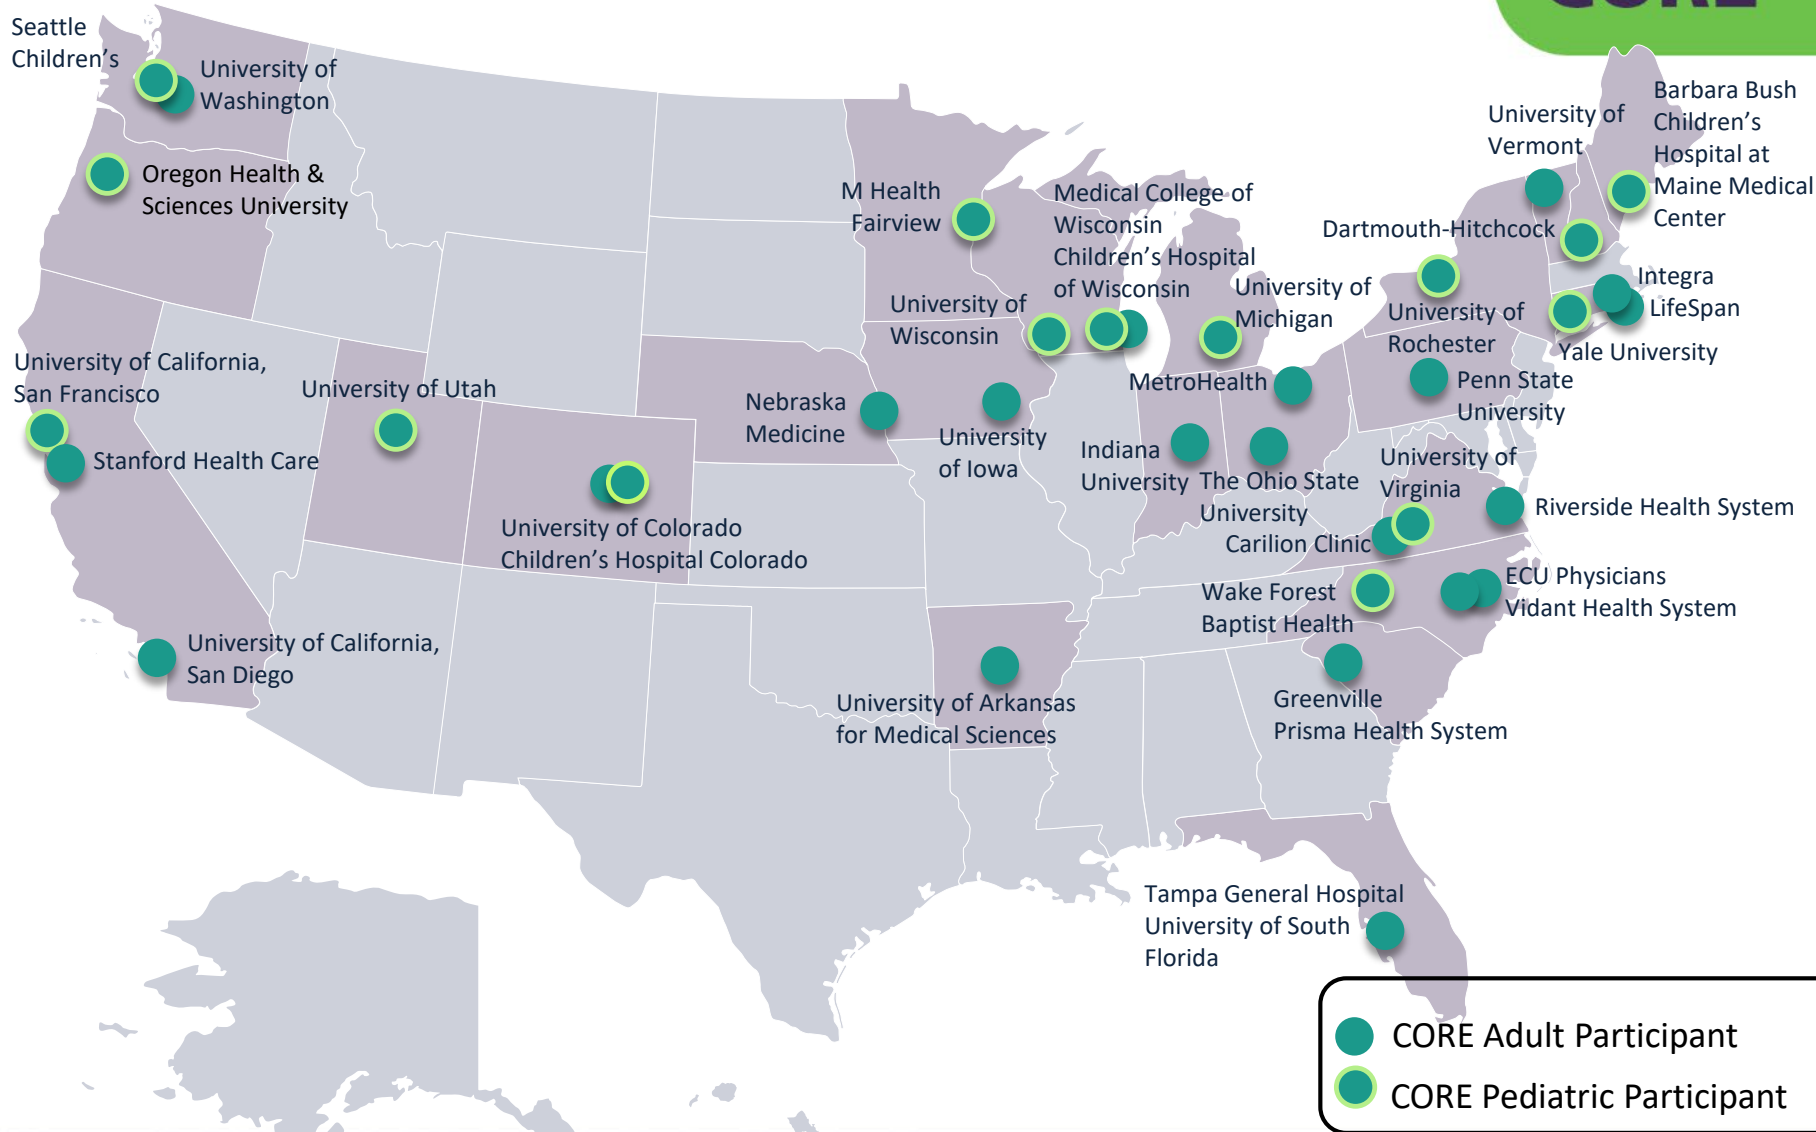 CORE
Seattle
Children's
University of
Washington
Oregon Health &
Sciences University
University of California,
San Francisco
Stanford Health Care
University of Utah
University of Colorado
Children's Hospital Colorado
University of California,
San Diego
M Health
Fairview
Medical College of
Wisconsin
Children's Hospital
of Wisconsin
University of
Wisconsin
University of
Michigan
Nebraska
Medicine
University
of Iowa
MetroHealth
Indiana
University
The Ohio State
University
University of Arkansas
for Medical Sciences
University of
Vermont
Barbara Bush
Children's
Hospital at
Maine Medical
Center
Dartmouth-Hitchcock
University of
Rochester
Integra
LifeSpan
Yale University
Penn State
University
University of
Virginia
Riverside Health System
Carilion Clinic
Wake Forest
Baptist Health
ECU Physicians
Vidant Health System
Greenville
Prisma Health System
Tampa General Hospital
University of South
Florida
CORE Adult Participant
CORE Pediatric Participant